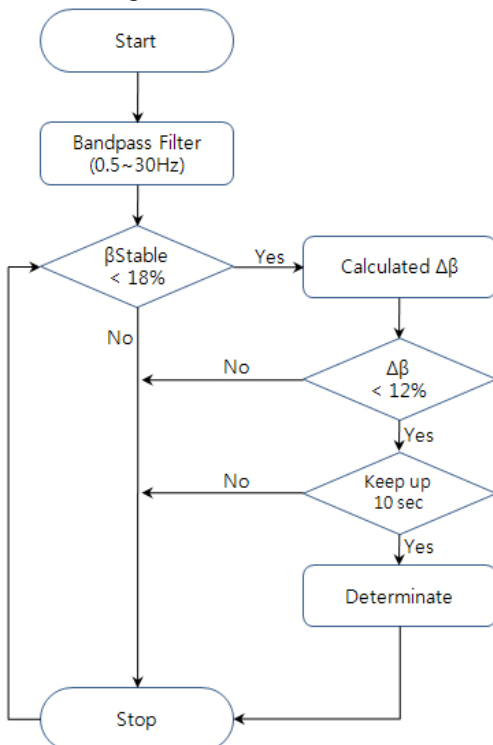 Start
Bandpass Filter
(0.5~30Hz)
βStable
< 18%
Yes
Calculated Δβ
No
No
Δβ
< 12%
Yes
No
Keep up
10 sec
Yes
Determinate
Stop